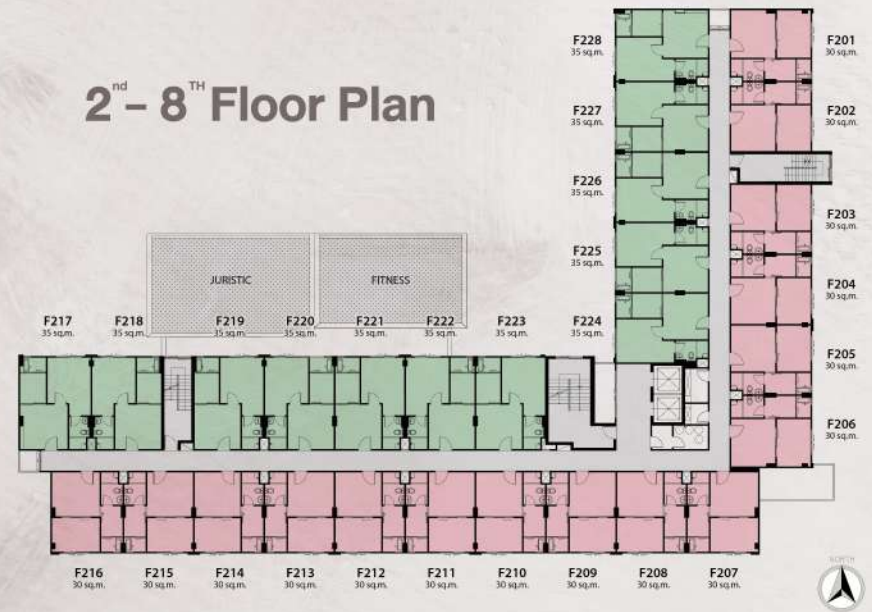 2nd – 8TH Floor Plan
F228
35 sq.m.
F227
35 sq.m.
F226
35 sq.m.
F225
35 sq.m.
F224
35 sq.m.
F201
30 sq.m.
F202
30 sq.m.
F203
30 sq.m.
F204
30 sq.m.
F205
30 sq.m.
F206
30 sq.m.
JURISTIC
FITNESS
F217
35 sq.m.
F218
35 sq.m.
F219
35 sq.m.
F220
35 sq.m.
F221
35 sq.m.
F222
35 sq.m.
F223
35 sq.m.
F216
30 sq.m.
F215
30 sq.m.
F214
30 sq.m.
F213
30 sq.m.
F212
30 sq.m.
F211
30 sq.m.
F210
30 sq.m.
F209
30 sq.m.
F208
30 sq.m.
F207
30 sq.m.
NORTH